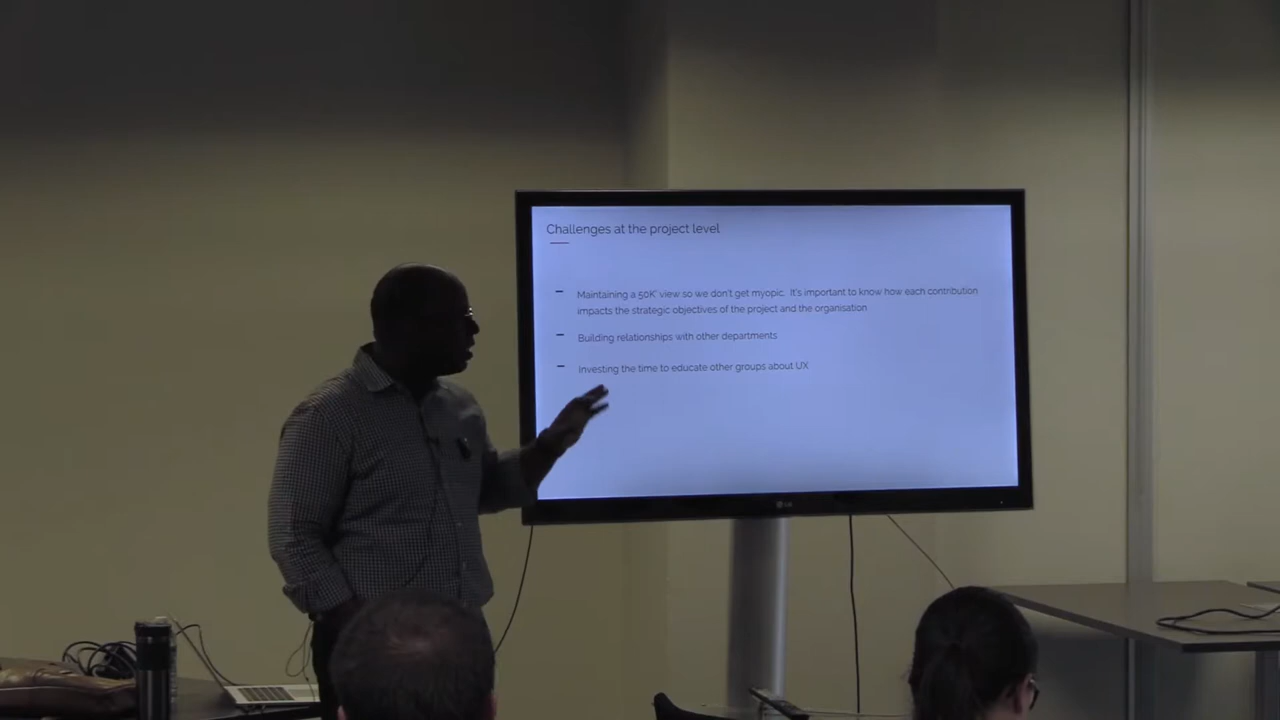 Challenges at the project level
Maintaining a 50K' view so we don't get myopic. It's important to know how each contribution
impacts the strategic objectives of the project and the organisation
Building relationships with other departments
Investing the time to educate other groups about UX
LG